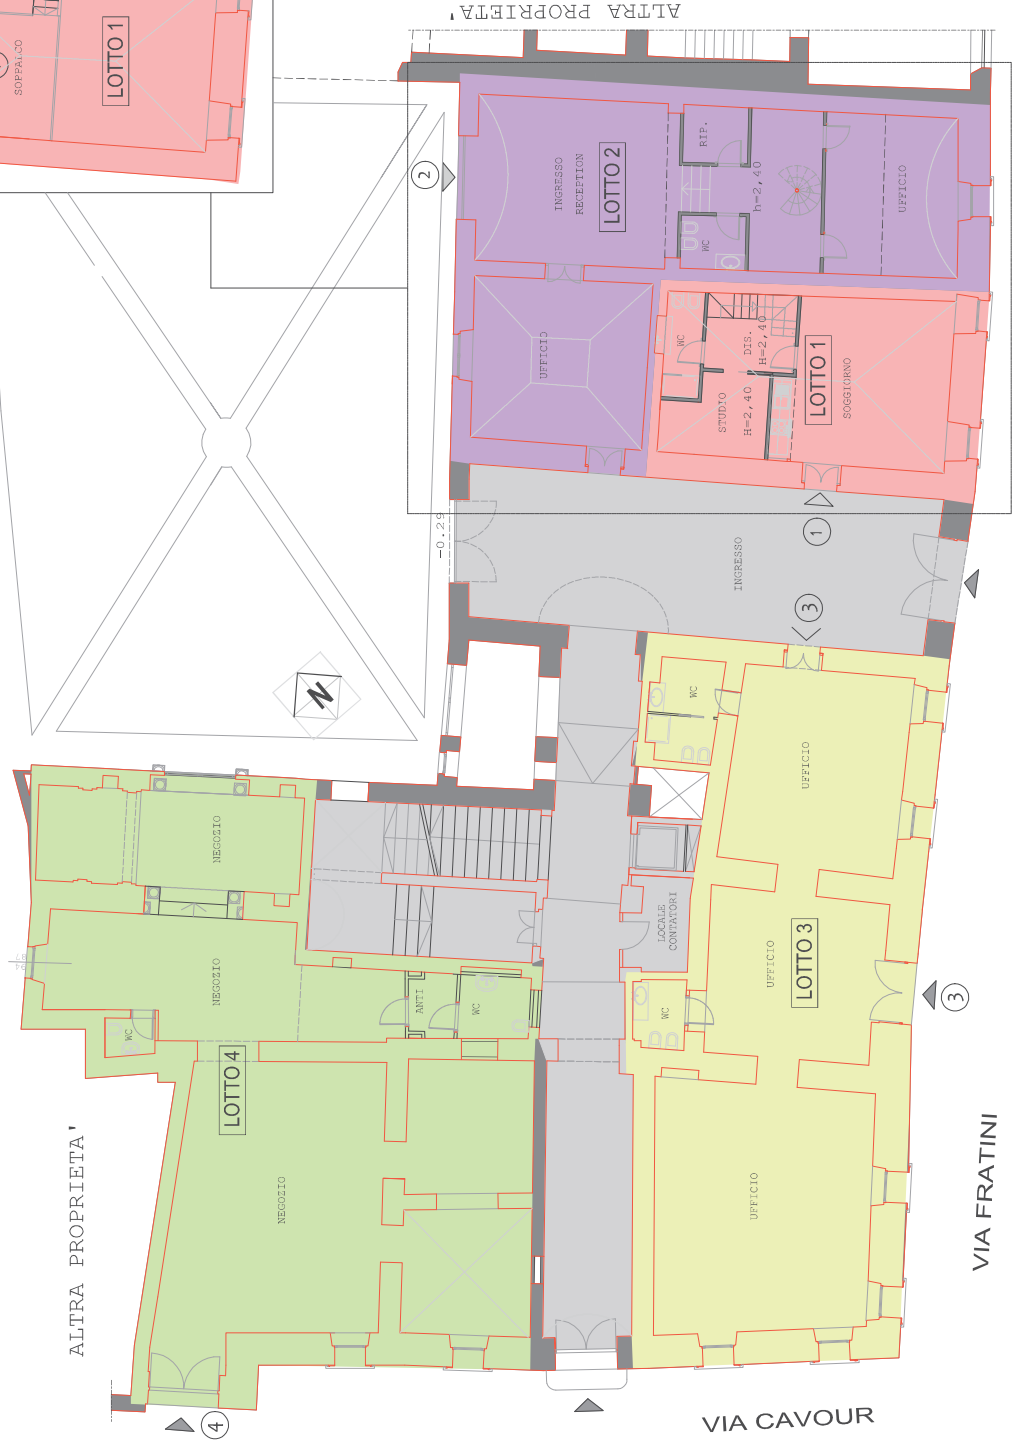 ALTRA PROPRIETA'
SOPPALCO
LOTTO 1
2
INGRESSO
RECEPTION
LOTTO 2
RIP.
WC
h=2,40
UFFICIO
UFFICIO
WC
DIS.
H=2,40
STUDIO
H=2,40
LOTTO 1
SOGGIORNO
1
-0.29
INGRESSO
3
N
WC
UFFICIO
NEGOZIO
LOCALE
CONTATORI
UFFICIO
LOTTO 3
3
NEGOZIO
ANTI
WC
WC
WC
LOTTO 4
NEGOZIO
UFFICIO
ALTRA PROPRIETA'
VIA FRATINI
4
VIA CAVOUR